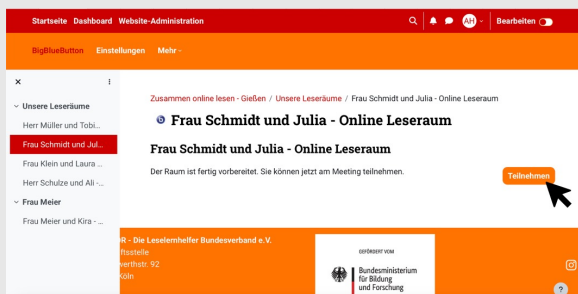 Startseite Dashboard Website-Administration AH Bearbeiten
BigBlueButton Einstellungen Mehr
Unsere Leseräume
Herr Müller und Tobi...
Frau Schmidt und Jul...
Frau Klein und Laura ...
Herr Schulze und Ali -...
Frau Meier
Frau Meier und Kira - ...
Zusammen online lesen - Gießen / Unsere Leseräume / Frau Schmidt und Julia - Online Leseraum
Frau Schmidt und Julia - Online Leseraum
Frau Schmidt und Julia - Online Leseraum
Der Raum ist fertig vorbereitet. Sie können jetzt am Meeting teilnehmen.
Teilnehmen
- Die Leselernhelfer Bundesverband e.V.
ftsstelle
werthstr. 92
Köln
GEFÖRDERT VOM
Bundesministerium
für Bildung
und Forschung
?